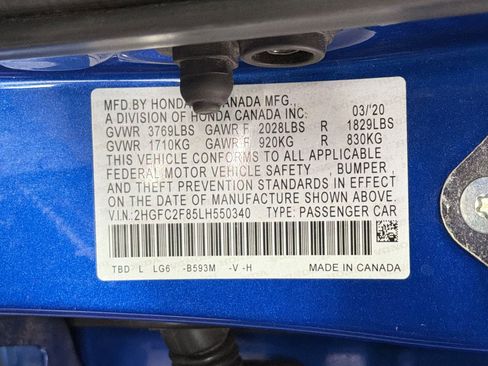 MFD.BY HONDA OF CANADA MFG.,
A DIVISION OF HONDA CANADA INC. 03/'20
GVWR 3769LBS GAWR F 2028LBS R 1829LBS
GVWR 1710KG GAWR F 920KG R 830KG
THIS VEHICLE CONFORMS TO ALL APPLICABLE
FEDERAL MOTOR VEHICLE SAFETY , BUMPER ,
AND THEFT PREVENTION STANDARDS IN EFFECT
ON THE DATE OF MANUFACTURE SHOWN ABOVE.
V.I.N:2HGFC2F85LH550340 TYPE: PASSENGER CAR
TBD L LG6 -B593M -V -H MADE IN CANADA